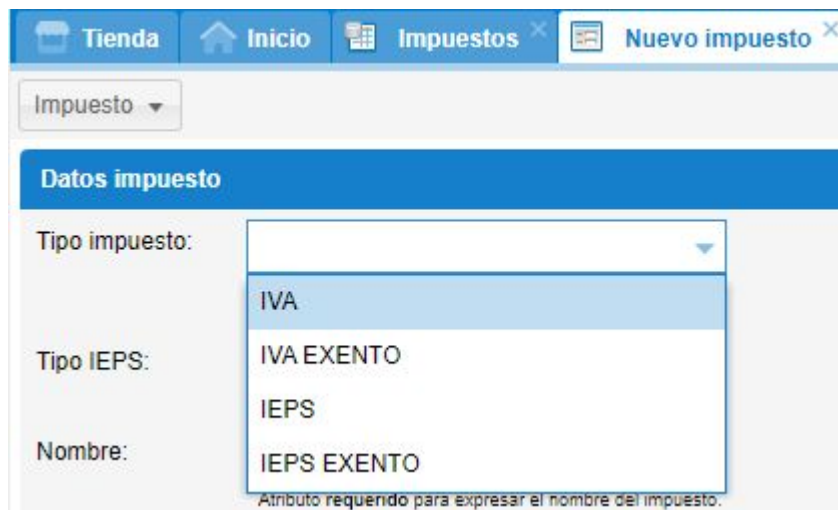 Tienda Inicio Impuestos Nuevo impuesto
Impuesto
Datos impuesto
Tipo impuesto:
IVA
IVA EXENTO
Tipo IEPS:
IEPS
Nombre:
IEPS EXENTO
Atributo requerido para expresar el nombre del impuesto.